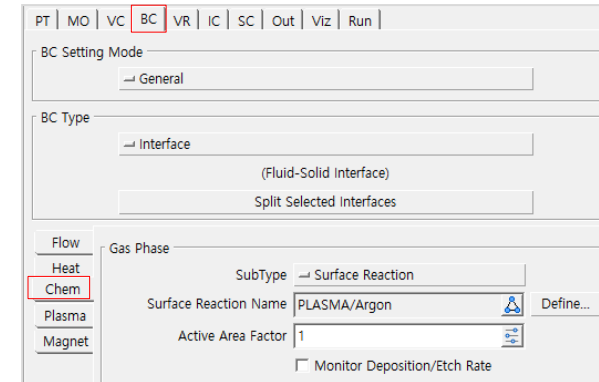 PT MO VC BC VR IC SC Out Viz Run
BC Setting Mode
General
BC Type
Interface
(Fluid-Solid Interface)
Split Selected Interfaces
Flow
Heat
Chem
Plasma
Magnet
Gas Phase
SubType Surface Reaction
Surface Reaction Name PLASMA/Argon Define...
Active Area Factor 1
Monitor Deposition/Etch Rate